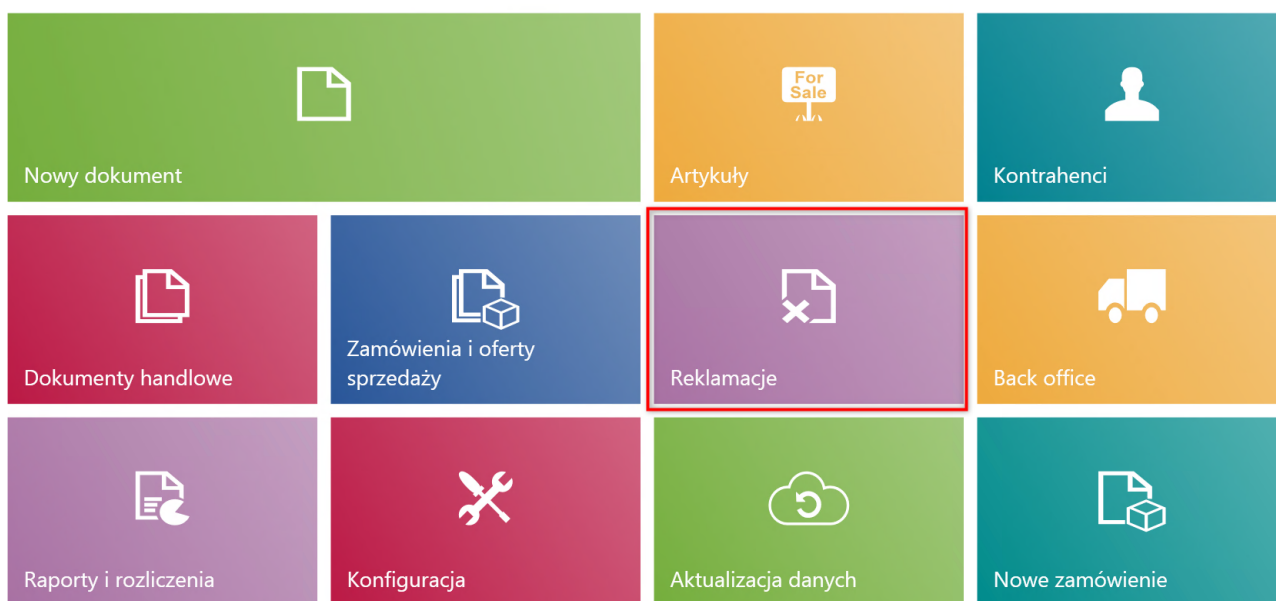 For
Sale
Nowy dokument
Artykuły
Kontrahenci
Dokumenty handlowe
Zamówienia i oferty
sprzedaży
Reklamacje
Back office
Raporty i rozliczenia
Konfiguracja
Aktualizacja danych
Nowe zamówienie